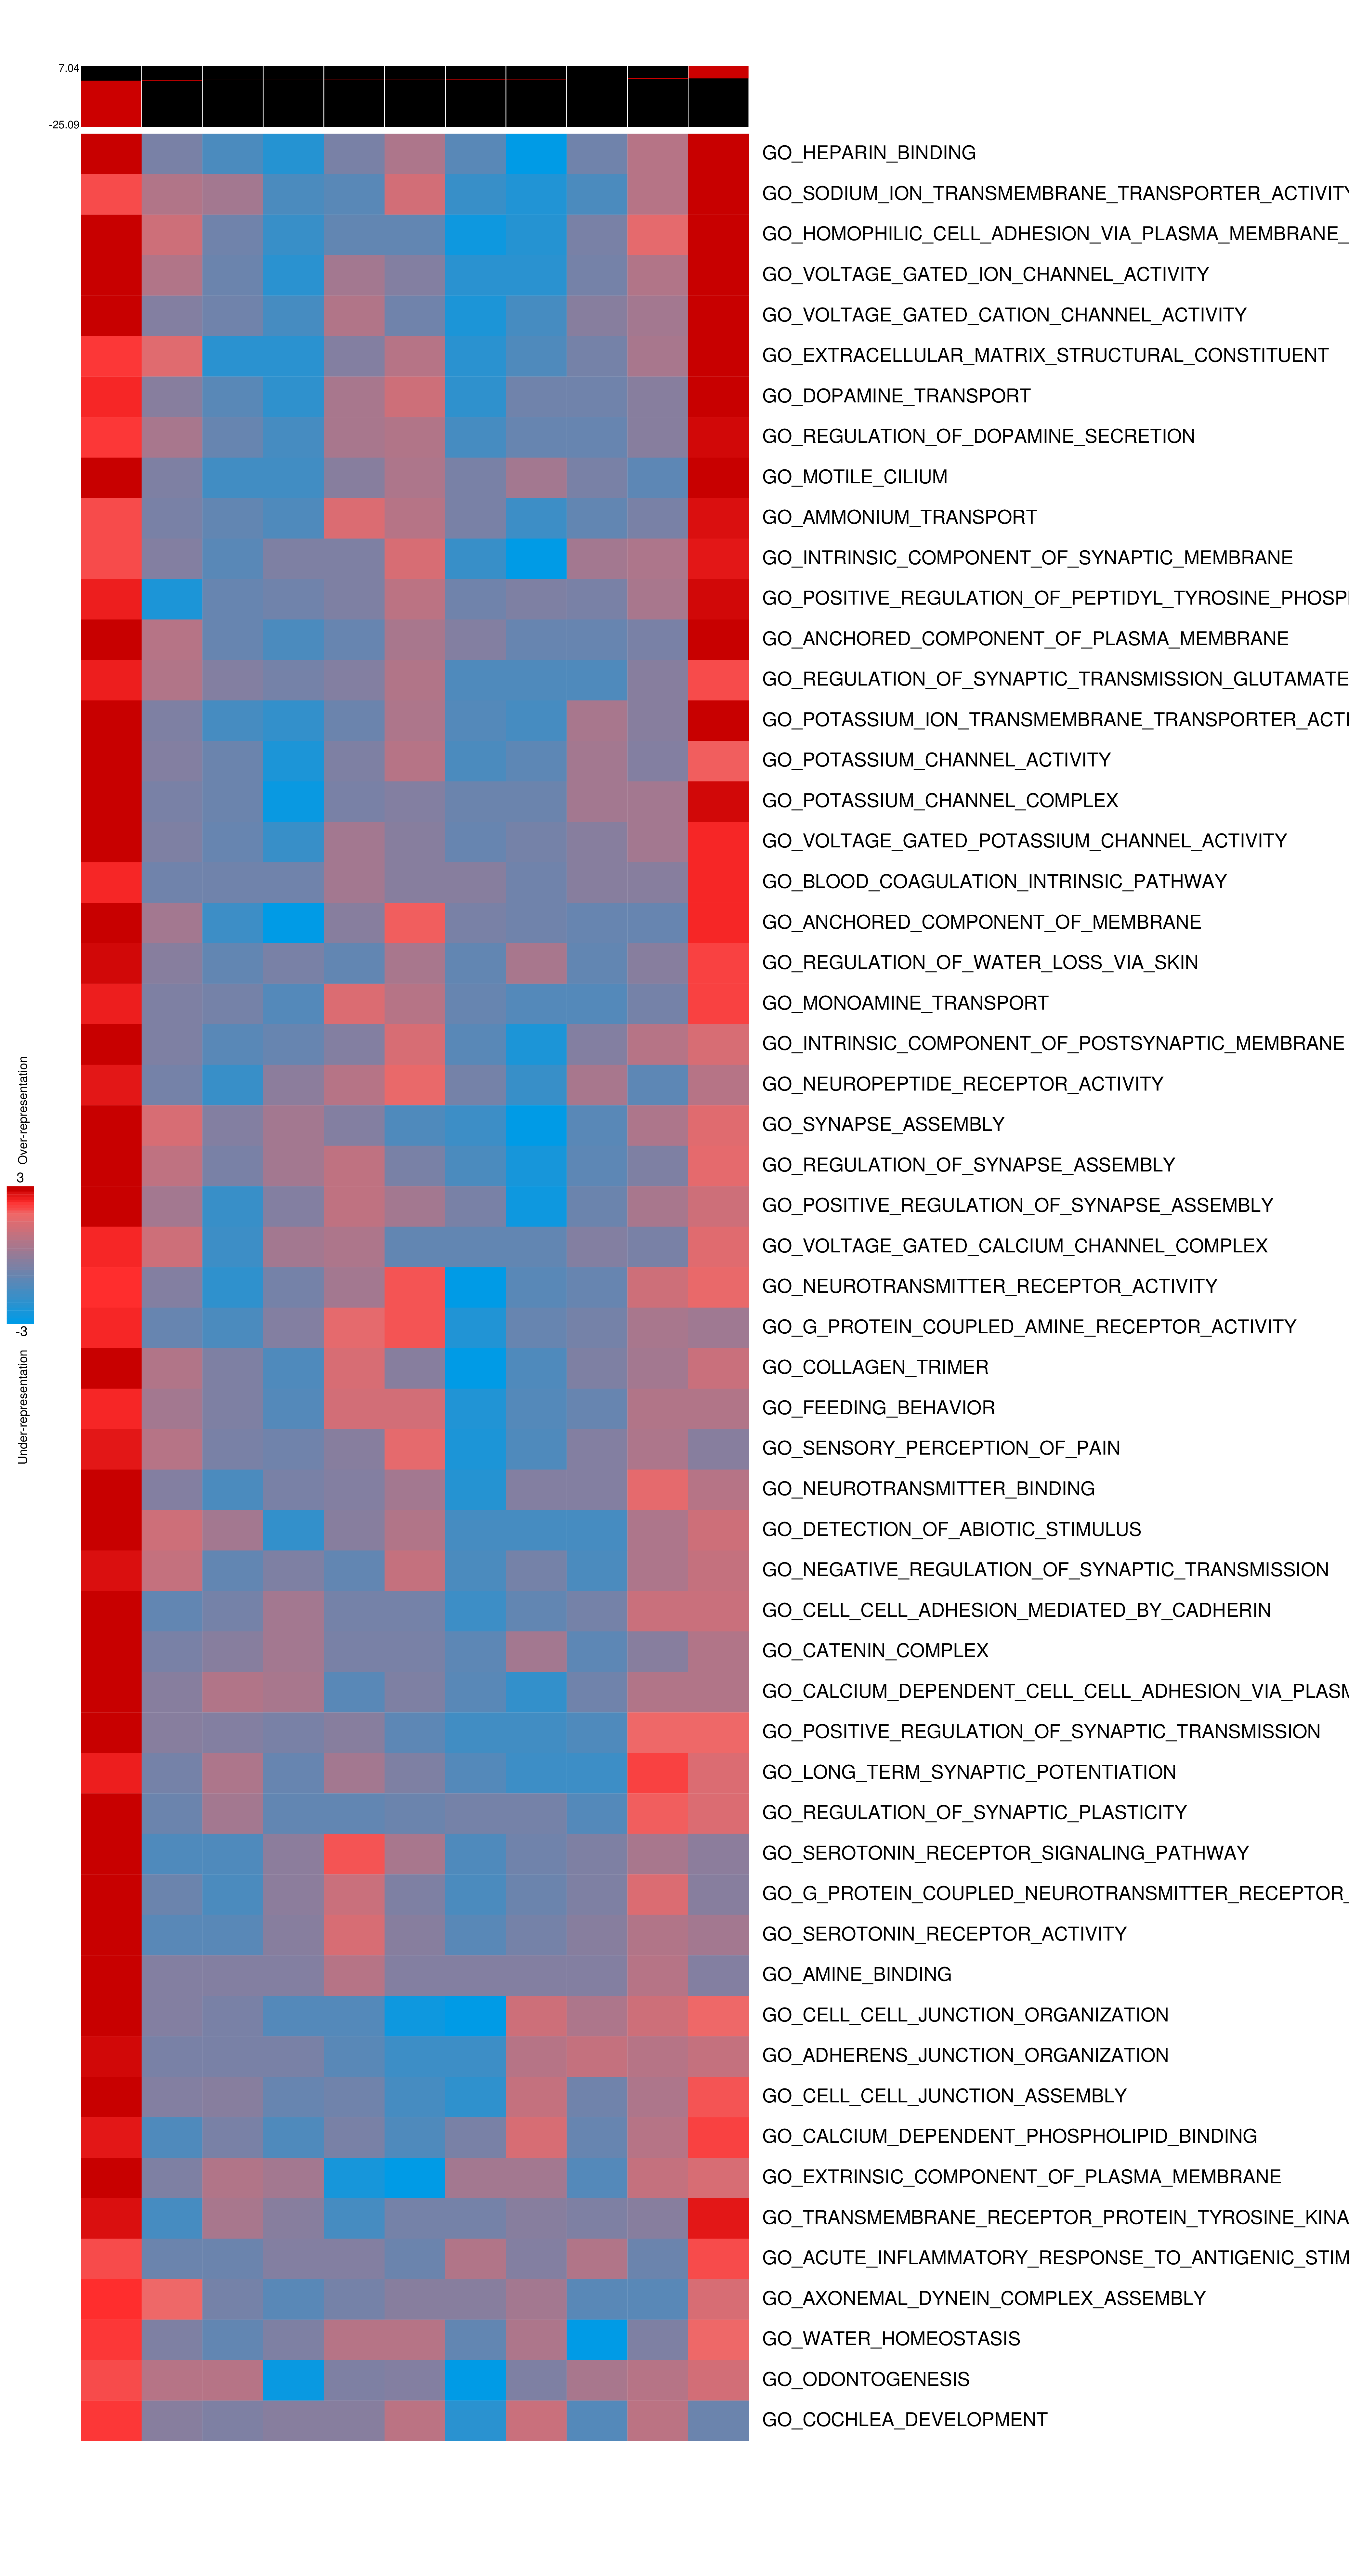 7.04
-25.09
GO_HEPARIN_BINDING
GO_SODIUM_ION_TRANSMEMBRANE_TRANSPORTER_ACTIVITY
GO_HOMOPHILIC_CELL_ADHESION_VIA_PLASMA_MEMBRANE_
GO_VOLTAGE_GATED_ION_CHANNEL_ACTIVITY
GO_VOLTAGE_GATED_CATION_CHANNEL_ACTIVITY
GO_EXTRACELLULAR_MATRIX_STRUCTURAL_CONSTITUENT
GO_DOPAMINE_TRANSPORT
GO_REGULATION_OF_DOPAMINE_SECRETION
GO_MOTILE_CILIUM
GO_AMMONIUM_TRANSPORT
GO_INTRINSIC_COMPONENT_OF_SYNAPTIC_MEMBRANE
GO_POSITIVE_REGULATION_OF_PEPTIDYL_TYROSINE_PHOSP
GO_ANCHORED_COMPONENT_OF_PLASMA_MEMBRANE
GO_REGULATION_OF_SYNAPTIC_TRANSMISSION_GLUTAMATE
GO_POTASSIUM_ION_TRANSMEMBRANE_TRANSPORTER_ACTI
GO_POTASSIUM_CHANNEL_ACTIVITY
GO_POTASSIUM_CHANNEL_COMPLEX
GO_VOLTAGE_GATED_POTASSIUM_CHANNEL_ACTIVITY
GO_BLOOD_COAGULATION_INTRINSIC_PATHWAY
GO_ANCHORED_COMPONENT_OF_MEMBRANE
GO_REGULATION_OF_WATER_LOSS_VIA_SKIN
GO_MONOAMINE_TRANSPORT
GO_INTRINSIC_COMPONENT_OF_POSTSYNAPTIC_MEMBRANE
GO_NEUROPEPTIDE_RECEPTOR_ACTIVITY
GO_SYNAPSE_ASSEMBLY
GO_REGULATION_OF_SYNAPSE_ASSEMBLY
GO_POSITIVE_REGULATION_OF_SYNAPSE_ASSEMBLY
GO_VOLTAGE_GATED_CALCIUM_CHANNEL_COMPLEX
GO_NEUROTRANSMITTER_RECEPTOR_ACTIVITY
GO_G_PROTEIN_COUPLED_AMINE_RECEPTOR_ACTIVITY
GO_COLLAGEN_TRIMER
GO_FEEDING_BEHAVIOR
GO_SENSORY_PERCEPTION_OF_PAIN
GO_NEUROTRANSMITTER_BINDING
GO_DETECTION_OF_ABIOTIC_STIMULUS
GO_NEGATIVE_REGULATION_OF_SYNAPTIC_TRANSMISSION
GO_CELL_CELL_ADHESION_MEDIATED_BY_CADHERIN
GO_CATENIN_COMPLEX
GO_CALCIUM_DEPENDENT_CELL_CELL_ADHESION_VIA_PLASM
GO_POSITIVE_REGULATION_OF_SYNAPTIC_TRANSMISSION
GO_LONG_TERM_SYNAPTIC_POTENTIATION
GO_REGULATION_OF_SYNAPTIC_PLASTICITY
GO_SEROTONIN_RECEPTOR_SIGNALING_PATHWAY
GO_G_PROTEIN_COUPLED_NEUROTRANSMITTER_RECEPTOR_
GO_SEROTONIN_RECEPTOR_ACTIVITY
GO_AMINE_BINDING
GO_CELL_CELL_JUNCTION_ORGANIZATION
GO_ADHERENS_JUNCTION_ORGANIZATION
GO_CELL_CELL_JUNCTION_ASSEMBLY
GO_CALCIUM_DEPENDENT_PHOSPHOLIPID_BINDING
GO_EXTRINSIC_COMPONENT_OF_PLASMA_MEMBRANE
GO_TRANSMEMBRANE_RECEPTOR_PROTEIN_TYROSINE_KINA
GO_ACUTE_INFLAMMATORY_RESPONSE_TO_ANTIGENIC_STIM
GO_AXONEMAL_DYNEIN_COMPLEX_ASSEMBLY
GO_WATER_HOMEOSTASIS
GO_ODONTOGENESIS
GO_COCHLEA_DEVELOPMENT
Over-representation
3
-3
Under-representation